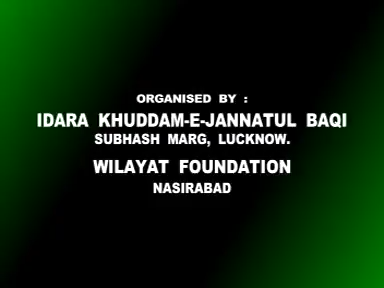 ORGANISED BY :
IDARA KHUDDAM-E-JANNATUL BAQI
SUBHASH MARG, LUCKNOW.
WILAYAT FOUNDATION
NASIRABAD